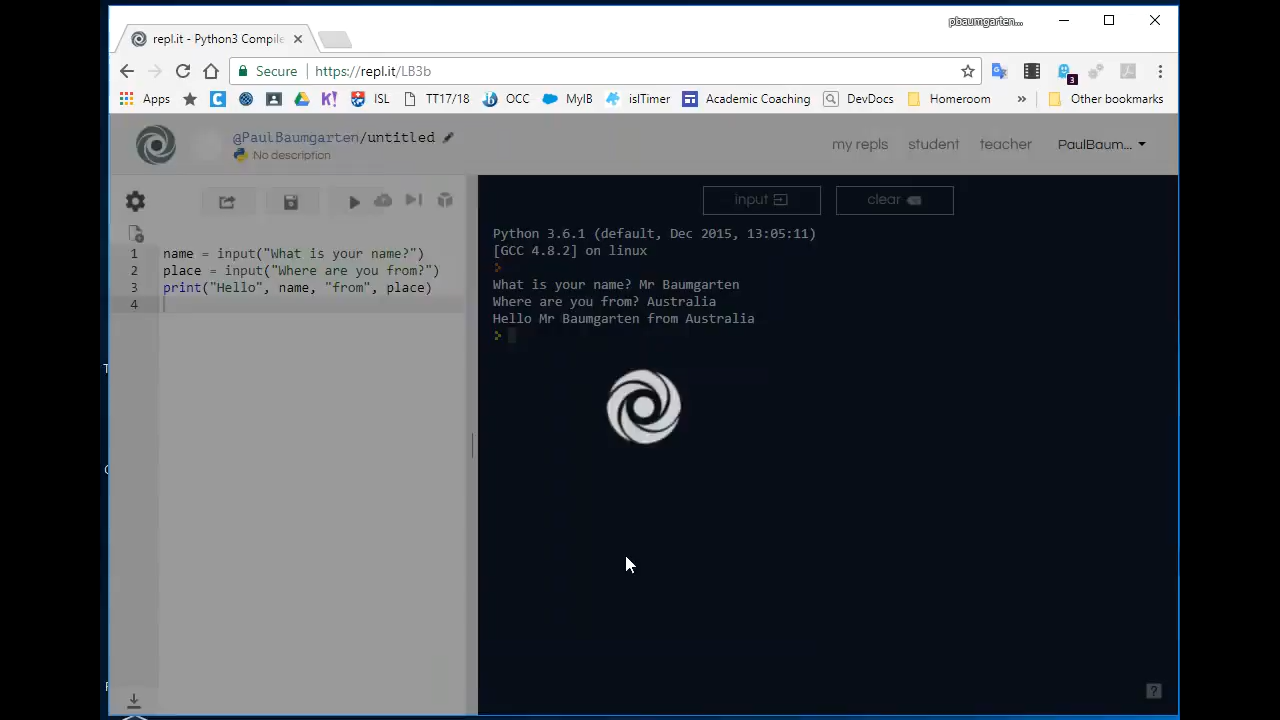 pbaumgarten...
repl.it - Python3 Compile
Secure https://repl.it/LB3b
3
Apps ISL TT17/18 OCC MyIB islTimer Academic Coaching DevDocs Homeroom » Other bookmarks
@PaulBaumgarten/untitled
No description
my repls student teacher PaulBaum...
input clear
1 name = input("What is your name?")
2 place = input("Where are you from?")
3 print("Hello", name, "from", place)
4
Python 3.6.1 (default, Dec 2015, 13:05:11)
[GCC 4.8.2] on linux
>
What is your name? Mr Baumgarten
Where are you from? Australia
Hello Mr Baumgarten from Australia
>
?